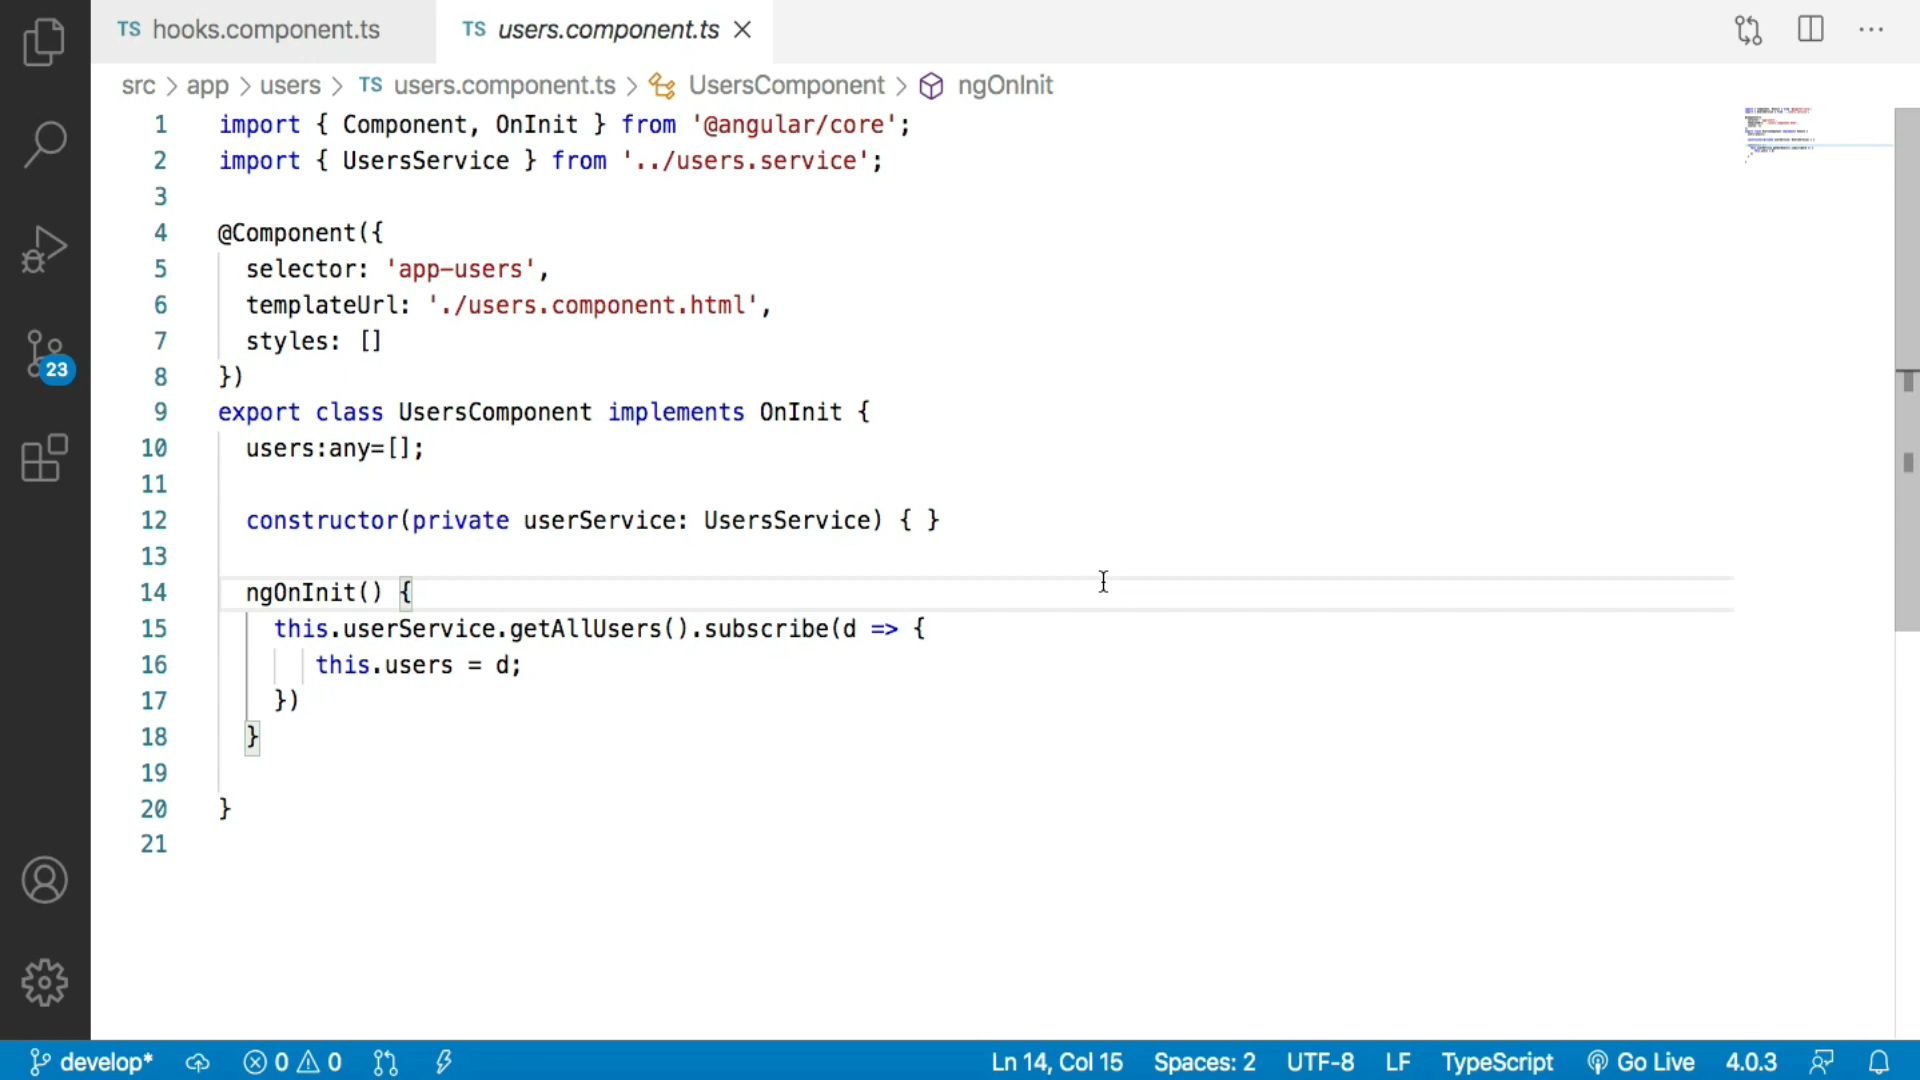 TS hooks.component.ts TS users.component.ts
src > app > users > TS users.component.ts > UsersComponent > ngOnInit
1 import { Component, OnInit } from '@angular/core';
2 import { UsersService } from '../users.service';
3
4 @Component({
5 selector: 'app-users',
6 templateUrl: './users.component.html',
7 styles: []
8 })
9 export class UsersComponent implements OnInit {
10 users:any=[];
11
12 constructor(private userService: UsersService) { }
13
14 ngOnInit() {
15 this.userService.getAllUsers().subscribe(d => {
16 this.users = d;
17 })
18 }
19
20 }
21
23
develop* 0 0 Ln 14, Col 15 Spaces: 2 UTF-8 LF TypeScript Go Live 4.0.3